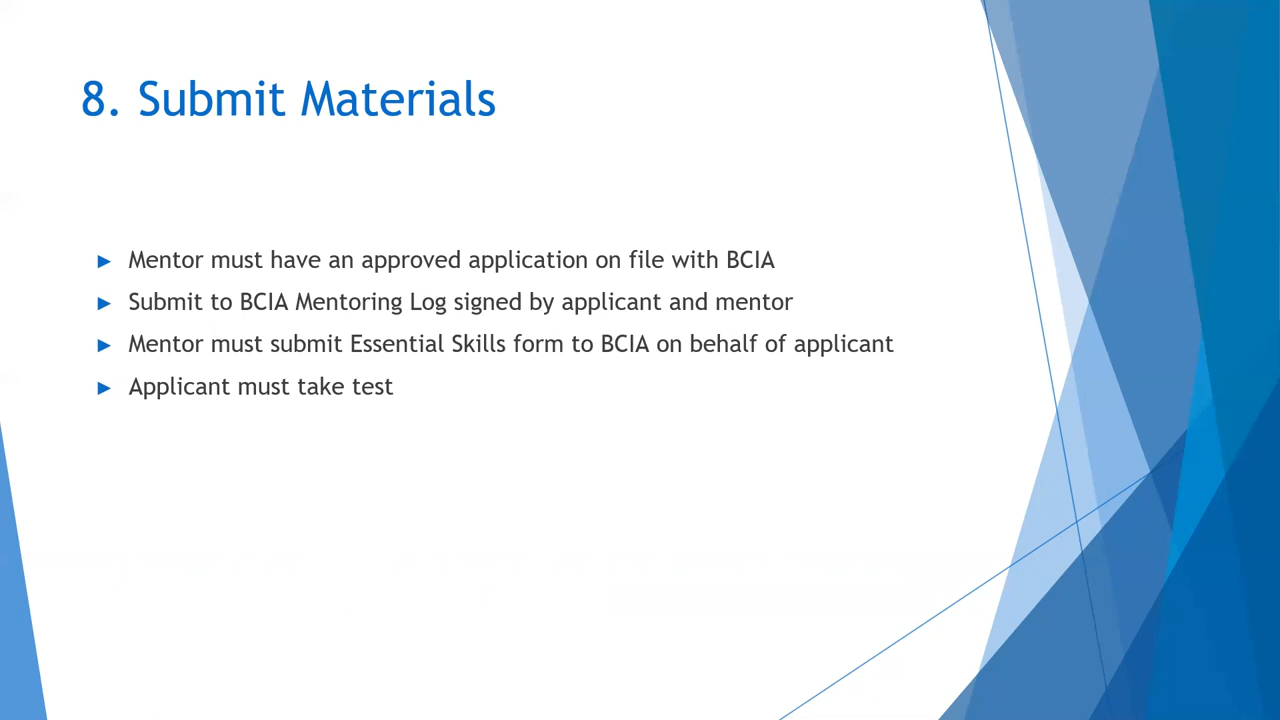 8. Submit Materials
Mentor must have an approved application on file with BCIA
Submit to BCIA Mentoring Log signed by applicant and mentor
Mentor must submit Essential Skills form to BCIA on behalf of applicant
Applicant must take test